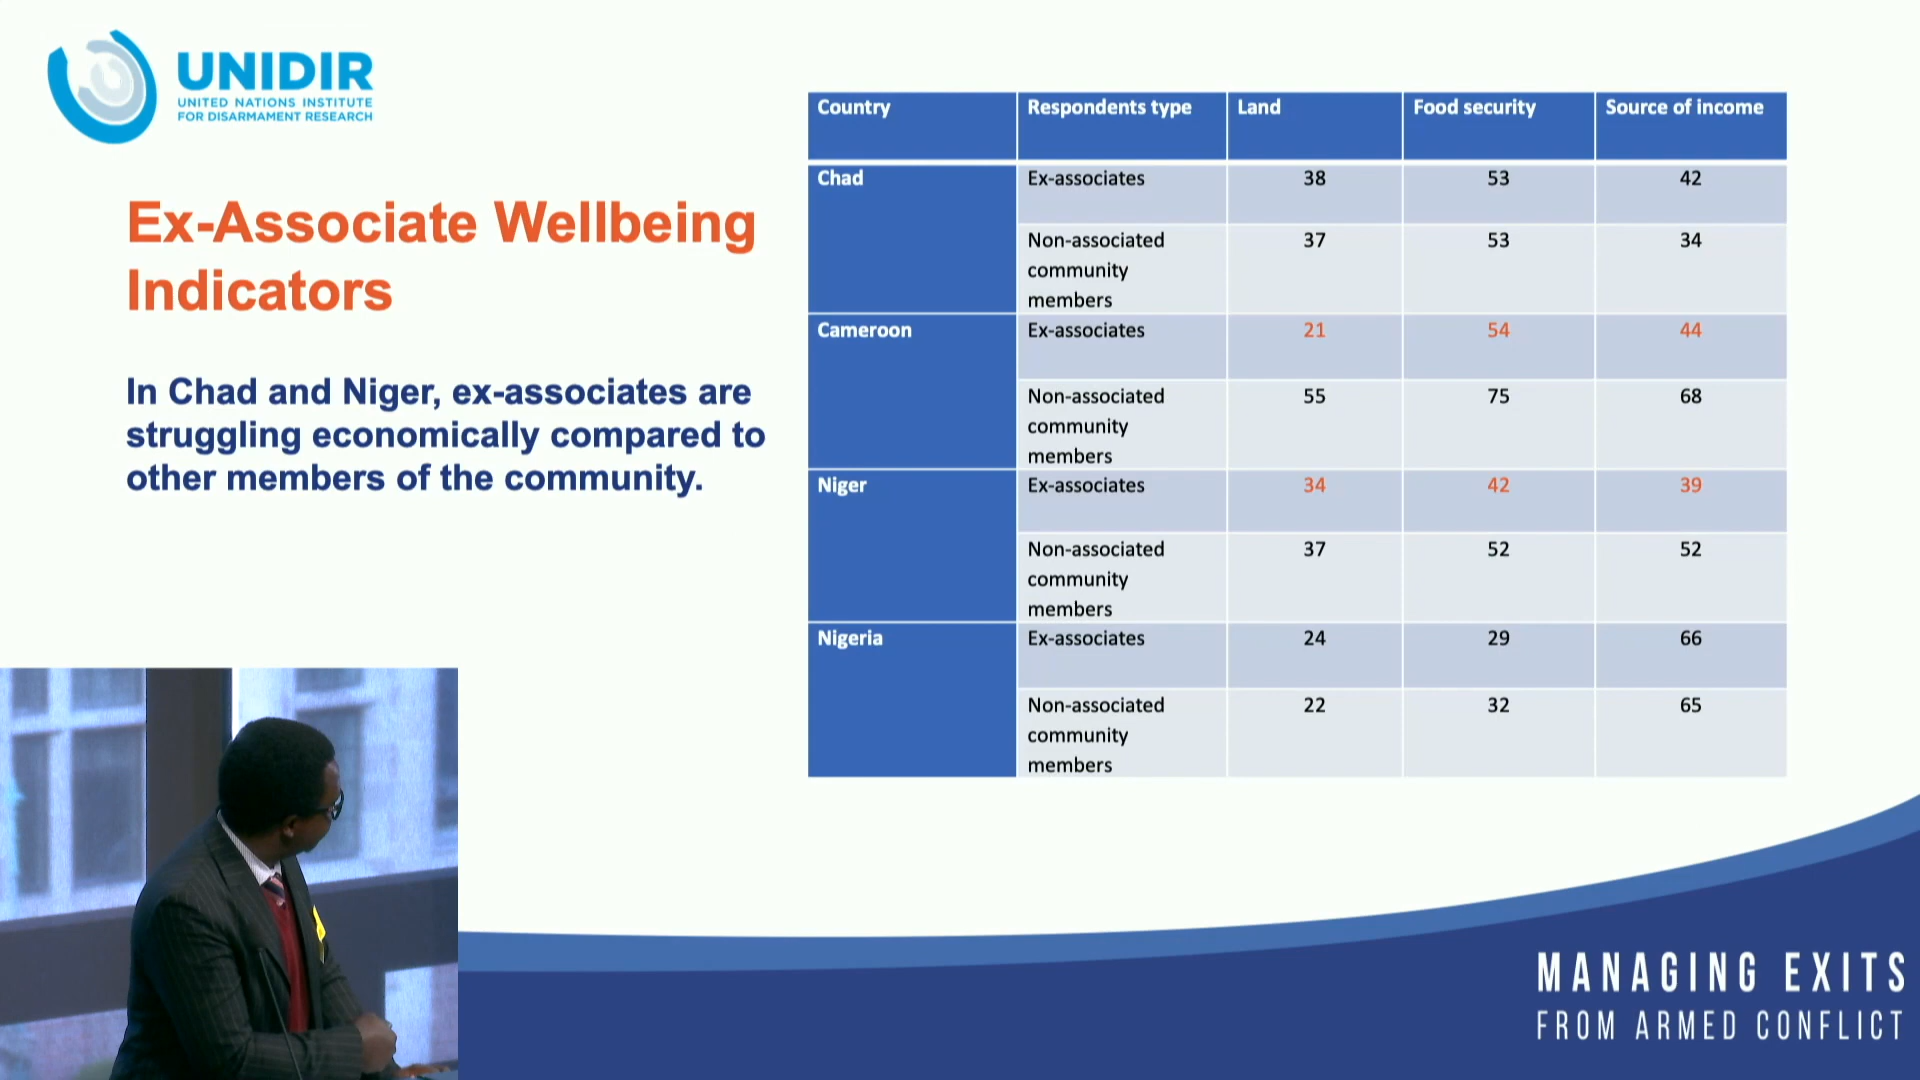 UNIDIR
UNITED NATIONS INSTITUTE
FOR DISARMAMENT RESEARCH
Ex-Associate Wellbeing
Indicators
In Chad and Niger, ex-associates are
struggling economically compared to
other members of the community.
Country Respondents type Land Food security Source of income
Chad Ex-associates 38 53 42
Non-associated 37 53 34
community
members
Cameroon Ex-associates 21 54 44
Non-associated 55 75 68
community
members
Niger Ex-associates 34 42 39
Non-associated 37 52 52
community
members
Nigeria Ex-associates 24 29 66
Non-associated 22 32 65
community
members
MANAGING EXITS
FROM ARMED CONFLICT